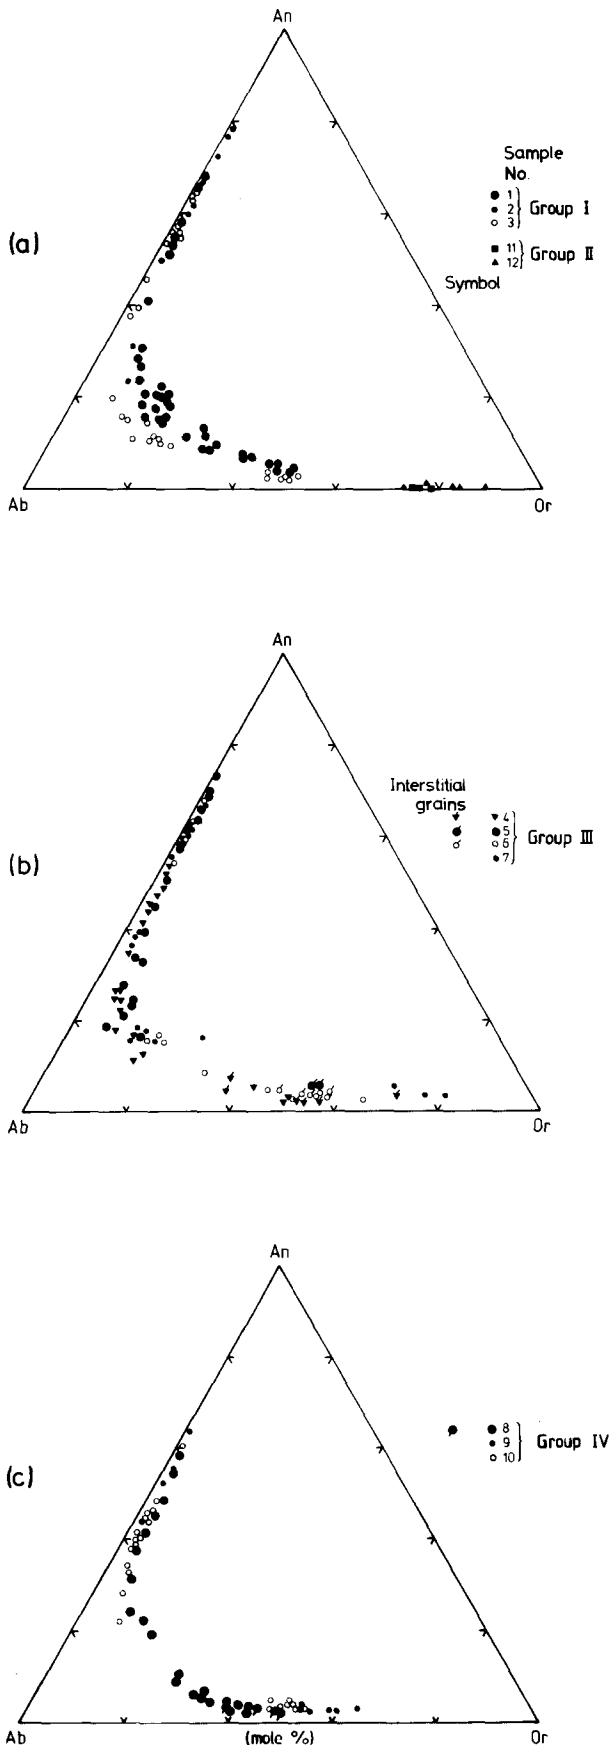 An
Sample
No.
1
2 Group I
3
(a)
11 Group II
12
Symbol
Ab Or
An
Interstitial
grains
4
5 Group III
6
7
(b)
Ab Or
An
8
9 Group IV
10
(c)
Ab (mole %) Or